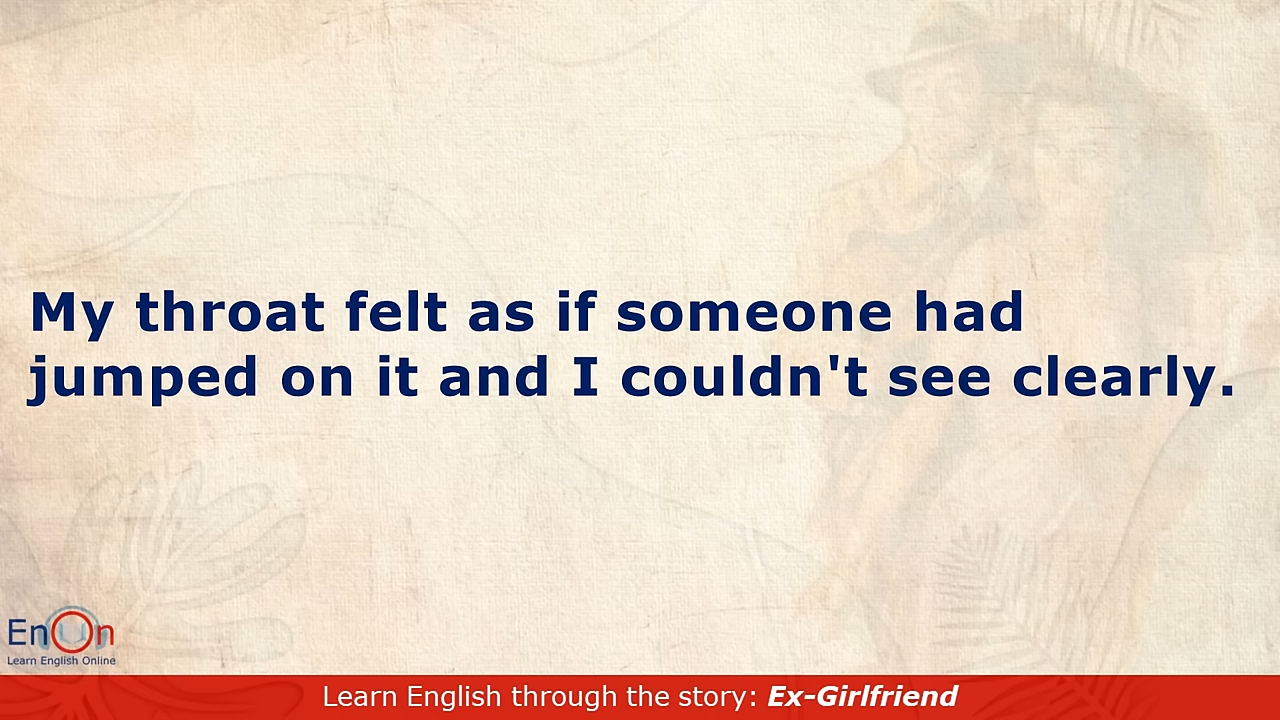 My throat felt as if someone had
jumped on it and I couldn't see clearly.
EnOn
Learn English Online
Learn English through the story: Ex-Girlfriend